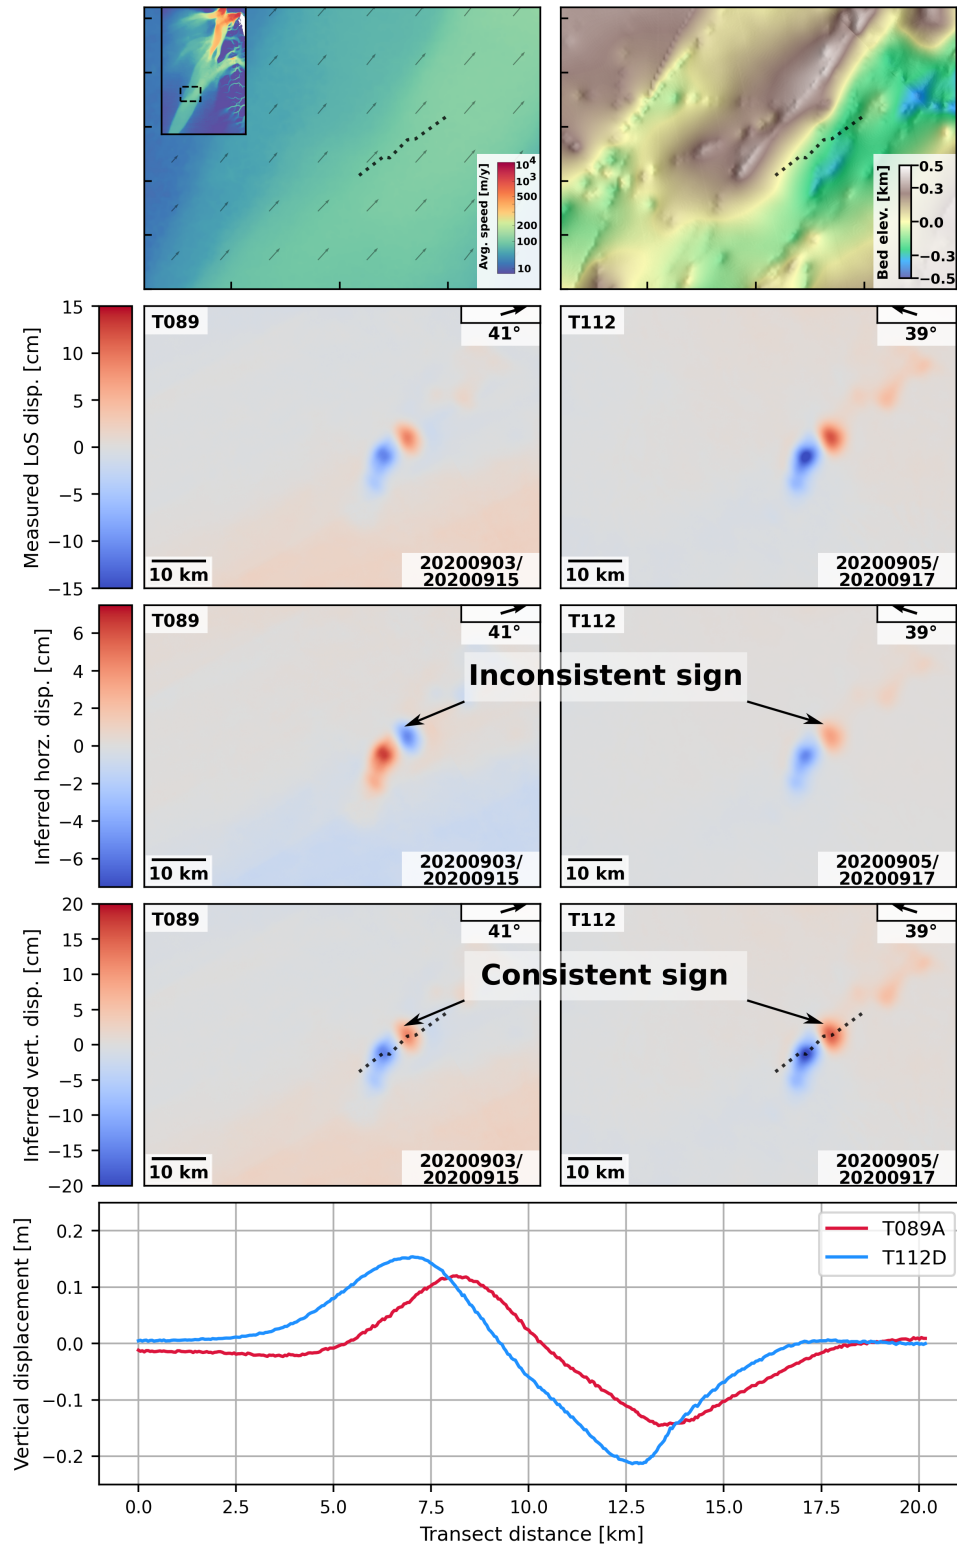 Avg. speed [m/y]
10^4
10^3
500
200
100
10
Bed elev. [km]
0.5
0.3
0.0
−0.3
−0.5
Measured LoS disp. [cm]
15
10
5
0
−5
−10
−15
T089
41°
10 km
20200903/
20200915
T112
39°
10 km
20200905/
20200917
Inferred horz. disp. [cm]
6
4
2
0
−2
−4
−6
T089
41°
10 km
20200903/
20200915
T112
39°
10 km
20200905/
20200917
Inconsistent sign
Inferred vert. disp. [cm]
20
15
10
5
0
−5
−10
−15
−20
T089
41°
10 km
20200903/
20200915
T112
39°
10 km
20200905/
20200917
Consistent sign
Vertical displacement [m]
0.2
0.1
0.0
−0.1
−0.2
T089A
T112D
0.0 2.5 5.0 7.5 10.0 12.5 15.0 17.5 20.0
Transect distance [km]